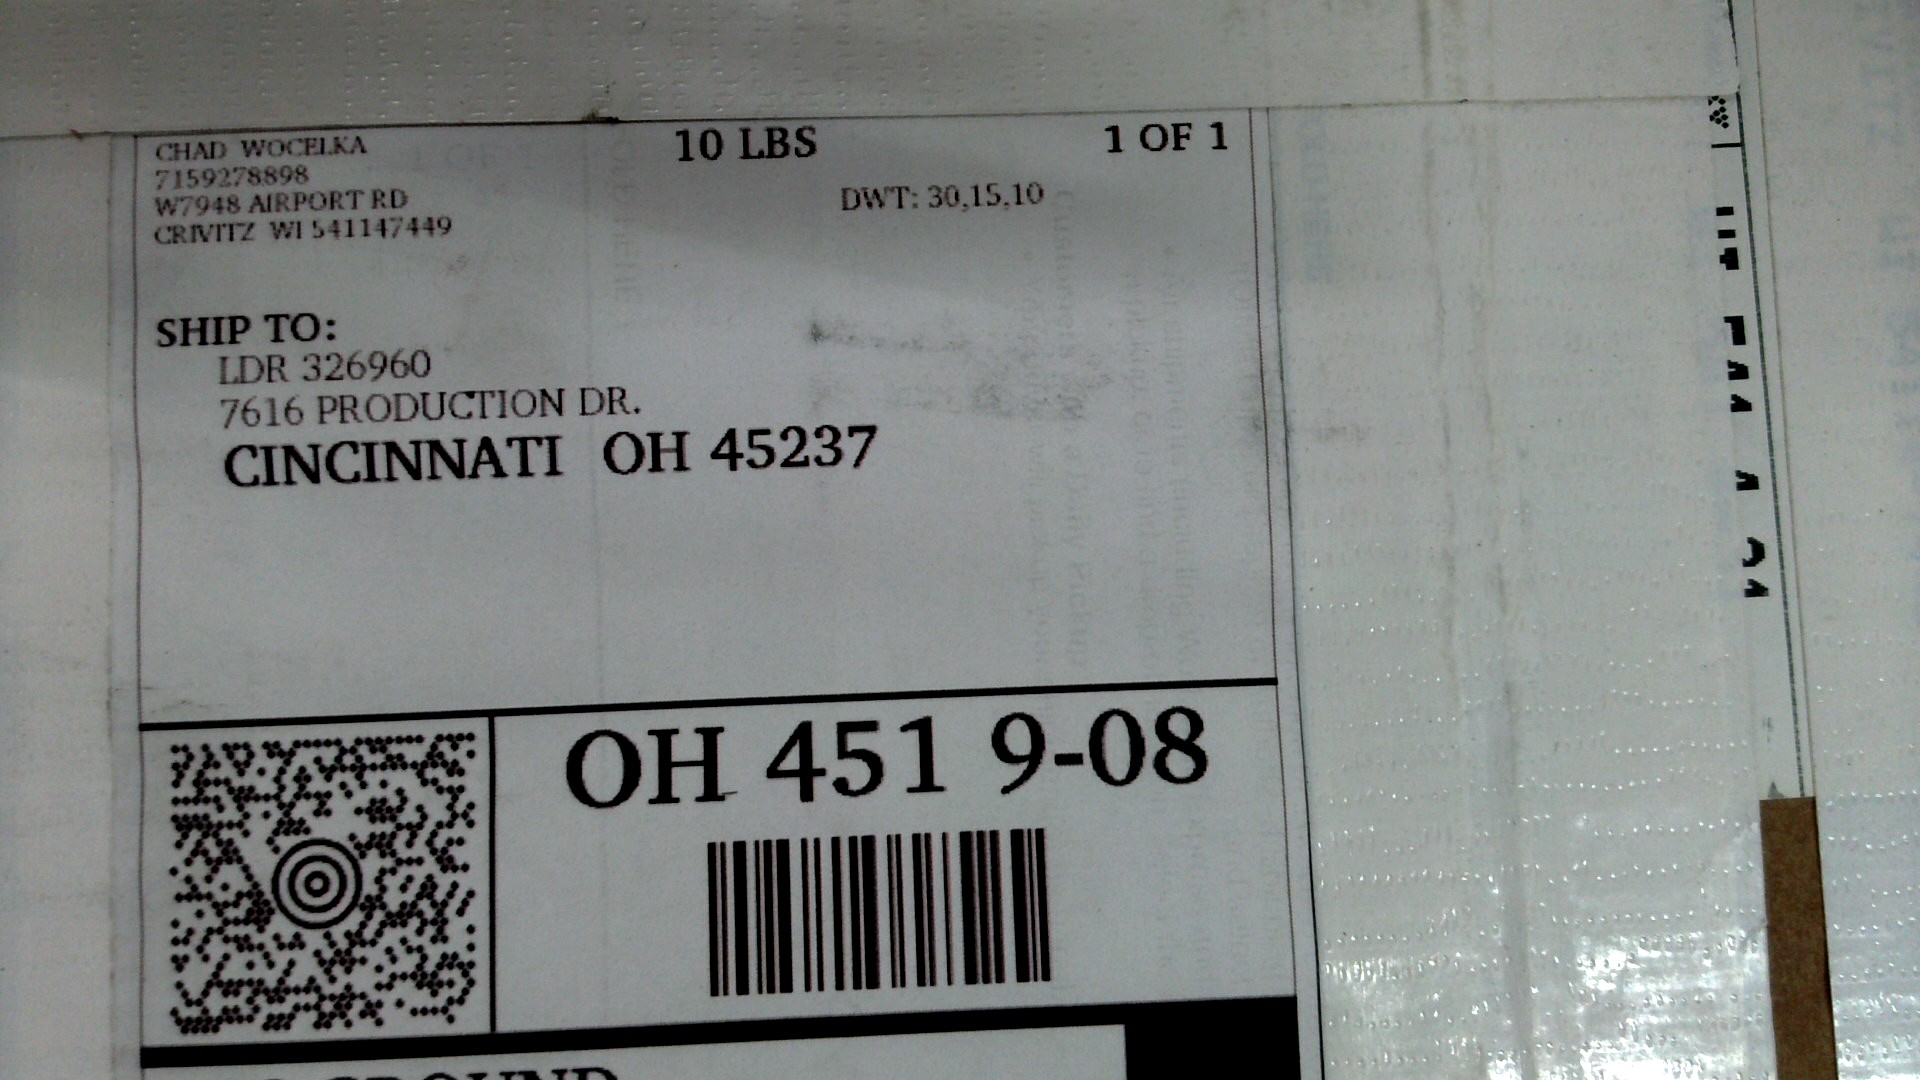 CHAD WOCELKA
7159278898
W7948 AIRPORT RD
CRIVITZ WI 541147449
10 LBS
1 OF 1
DWT: 30,15,10
SHIP TO:
LDR 326960
7616 PRODUCTION DR.
CINCINNATI OH 45237
OH 451 9-08
GROUND